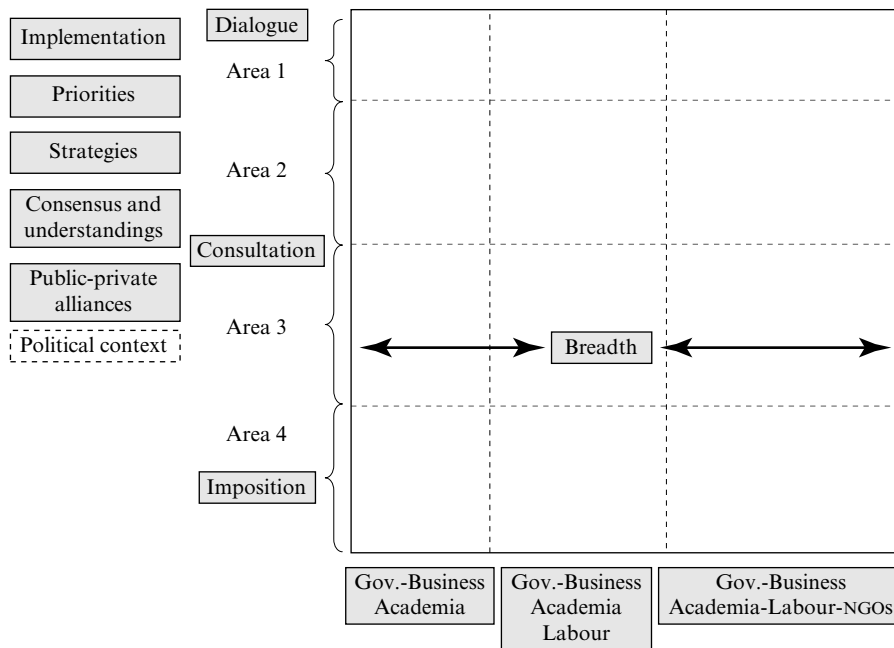 Implementation
Priorities
Strategies
Consensus and
understandings
Public-private
alliances
Political context
Dialogue
Area 1
Area 2
Consultation
Area 3
Area 4
Imposition
Breadth
Gov.-Business
Academia
Gov.-Business
Academia
Labour
Gov.-Business
Academia-Labour-NGOs